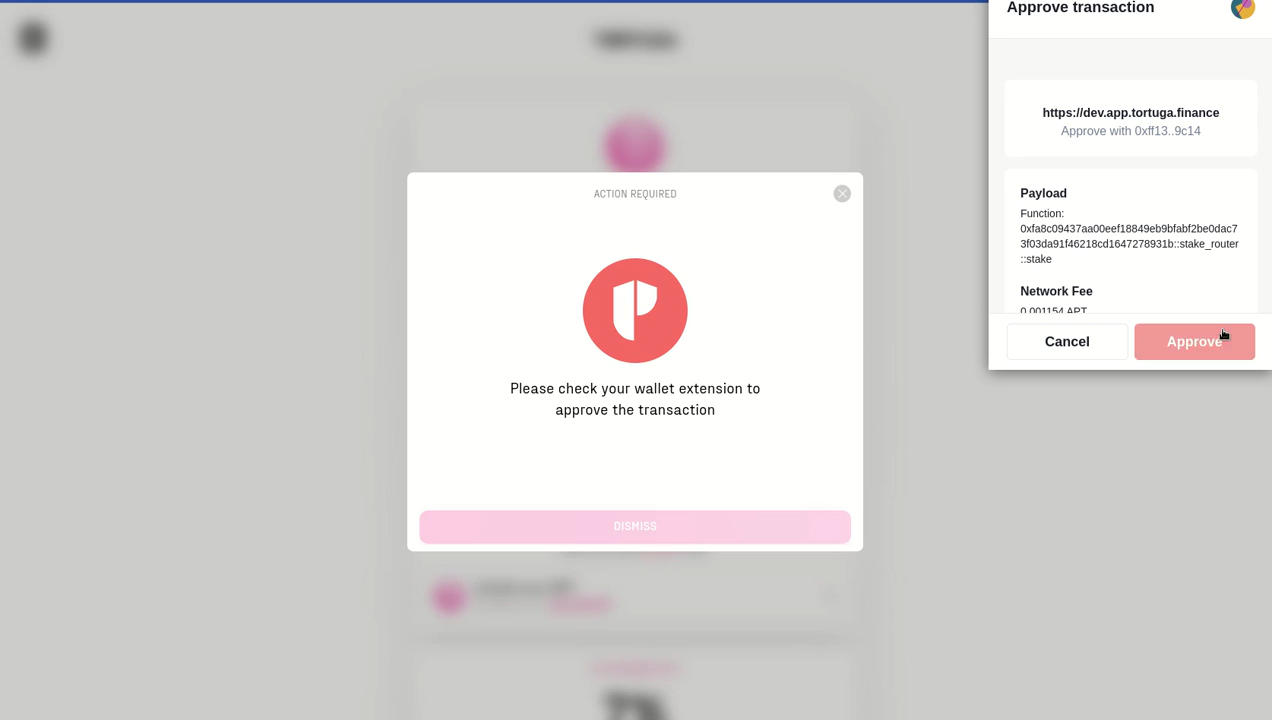 Approve transaction
https://dev.app.tortuga.finance
Approve with 0xff13..9c14
Payload
Function:
0xfa8c09437aa00eef18849eb9bfabf2be0dac7
3f03da91f46218cd1647278931b::stake_router
::stake
Network Fee
0.001154 APT
Cancel
Approve
ACTION REQUIRED
Please check your wallet extension to
approve the transaction
DISMISS